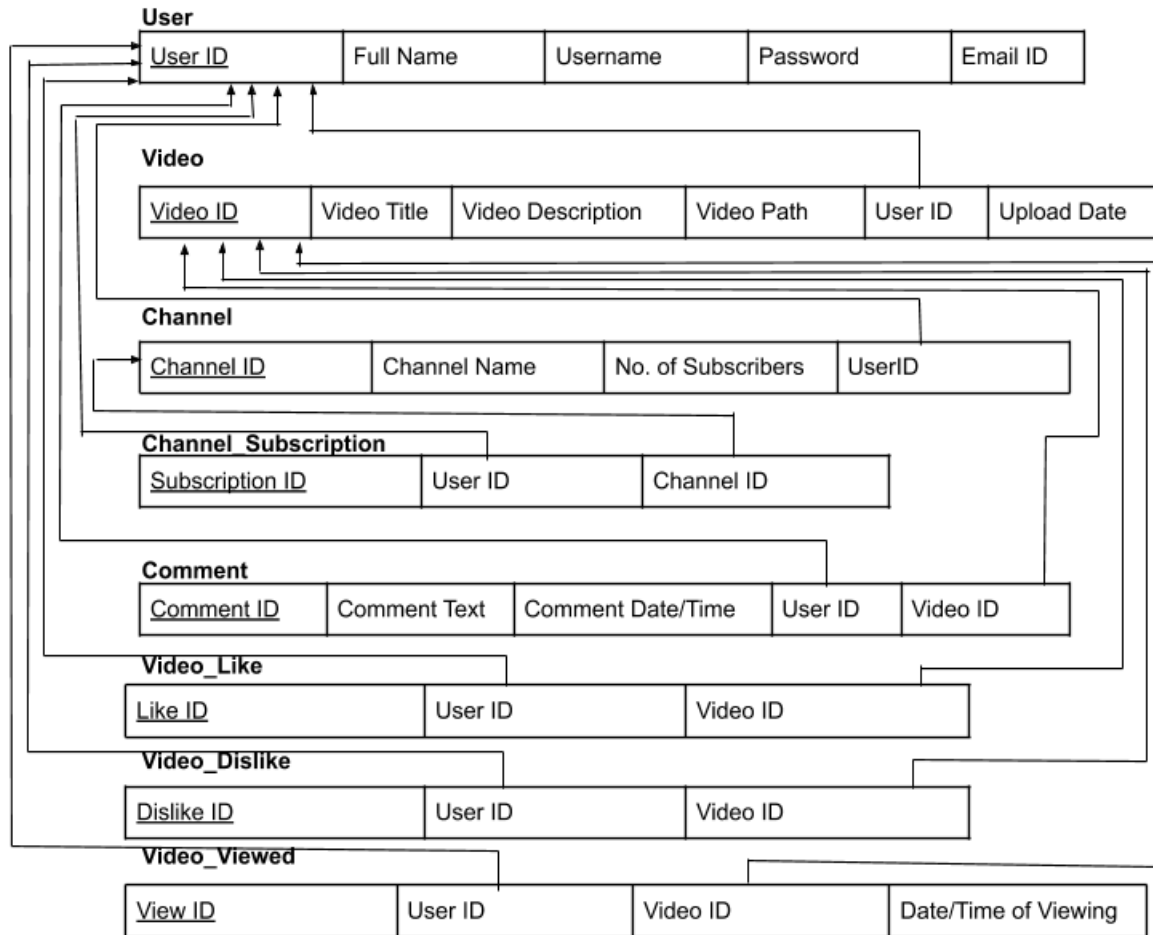 User
User ID Full Name Username Password Email ID
Video
Video ID Video Title Video Description Video Path User ID Upload Date
Channel
Channel ID Channel Name No. of Subscribers UserID
Channel_Subscription
Subscription ID User ID Channel ID
Comment
Comment ID Comment Text Comment Date/Time User ID Video ID
Video_Like
Like ID User ID Video ID
Video_Dislike
Dislike ID User ID Video ID
Video_Viewed
View ID User ID Video ID Date/Time of Viewing